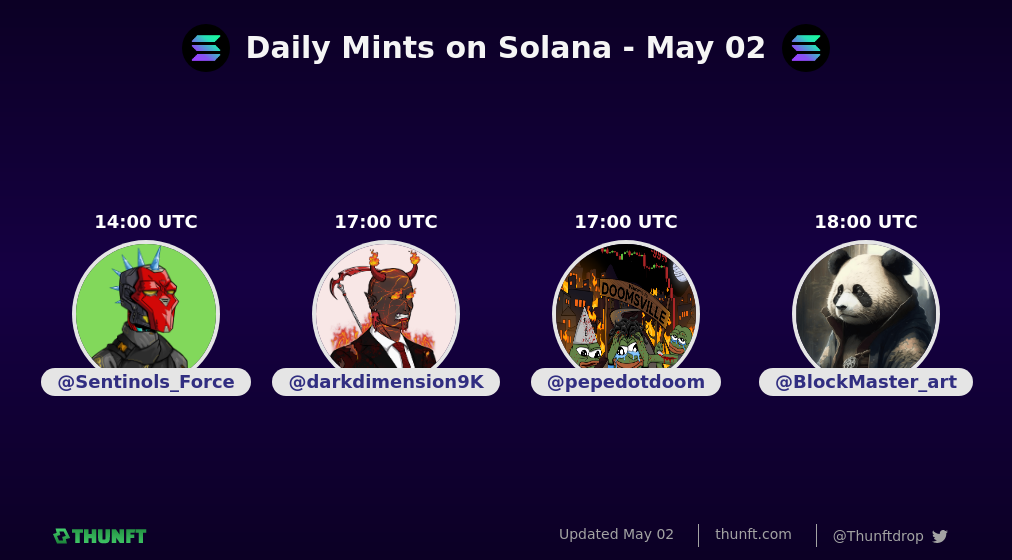 Daily Mints on Solana - May 02
14:00 UTC
17:00 UTC
17:00 UTC
18:00 UTC
DOOMSVILLE
@Sentinols_Force
@darkdimension9K
@pepedotdoom
@BlockMaster_art
THUNFT
Updated May 02
thunft.com
@Thunftdrop